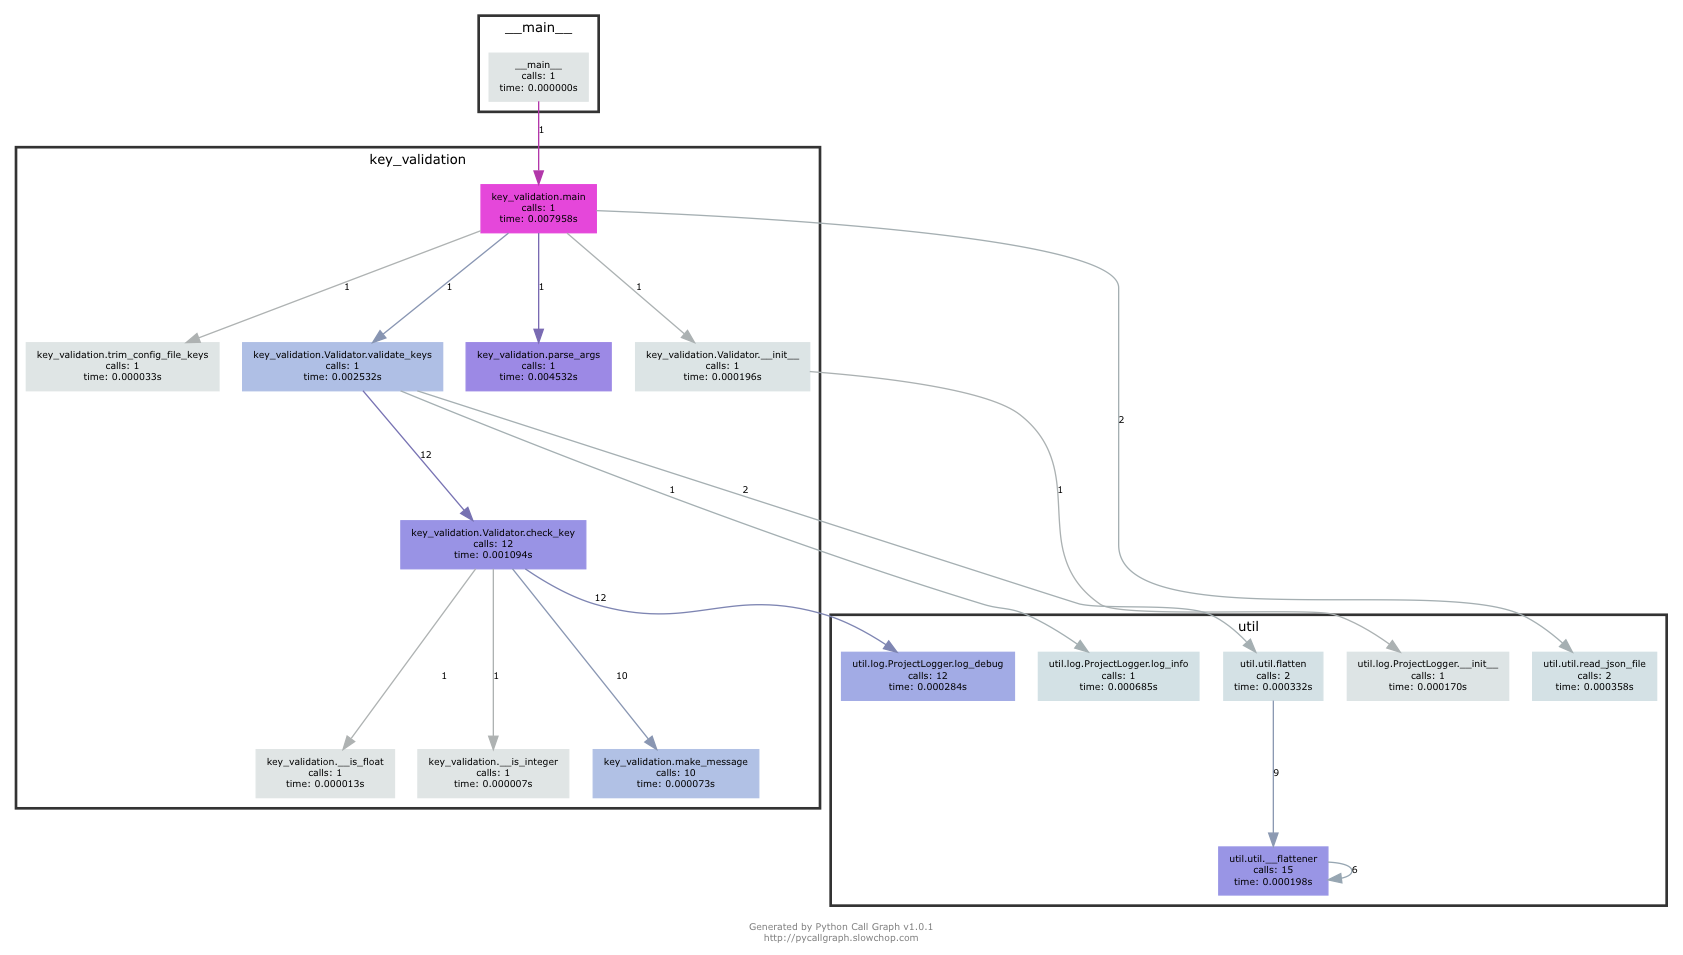 __main__
__main__
calls: 1
time: 0.000000s
1
key_validation
key_validation.main
calls: 1
time: 0.007958s
1
1
1
1
2
key_validation.trim_config_file_keys
calls: 1
time: 0.000033s
key_validation.Validator.validate_keys
calls: 1
time: 0.002532s
key_validation.parse_args
calls: 1
time: 0.004532s
key_validation.Validator.__init__
calls: 1
time: 0.000196s
12
1
2
1
key_validation.Validator.check_key
calls: 12
time: 0.001094s
12
1
1
10
util
util.log.ProjectLogger.log_debug
calls: 12
time: 0.000284s
util.log.ProjectLogger.log_info
calls: 1
time: 0.000685s
util.util.flatten
calls: 2
time: 0.000332s
util.log.ProjectLogger.__init__
calls: 1
time: 0.000170s
util.util.read_json_file
calls: 2
time: 0.000358s
key_validation.__is_float
calls: 1
time: 0.000013s
key_validation.__is_integer
calls: 1
time: 0.000007s
key_validation.make_message
calls: 10
time: 0.000073s
9
util.util.__flattener
calls: 15
time: 0.000198s
6
Generated by Python Call Graph v1.0.1
http://pycallgraph.slowchop.com